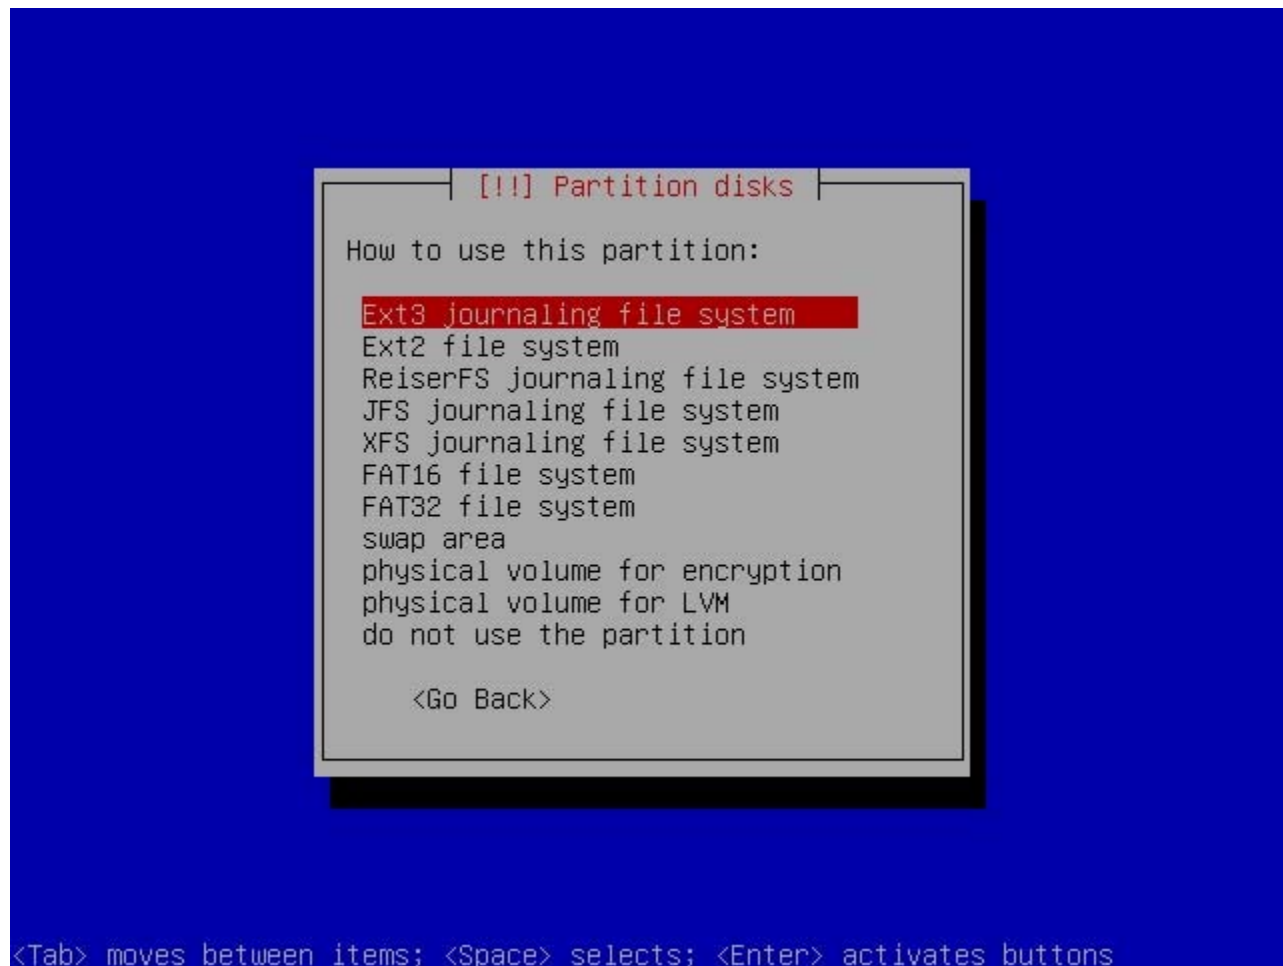 [!!] Partition disks
How to use this partition:
Ext3 journaling file system
Ext2 file system
ReiserFS journaling file system
JFS journaling file system
XFS journaling file system
FAT16 file system
FAT32 file system
swap area
physical volume for encryption
physical volume for LVM
do not use the partition
<Go Back>
<Tab> moves between items; <Space> selects; <Enter> activates buttons